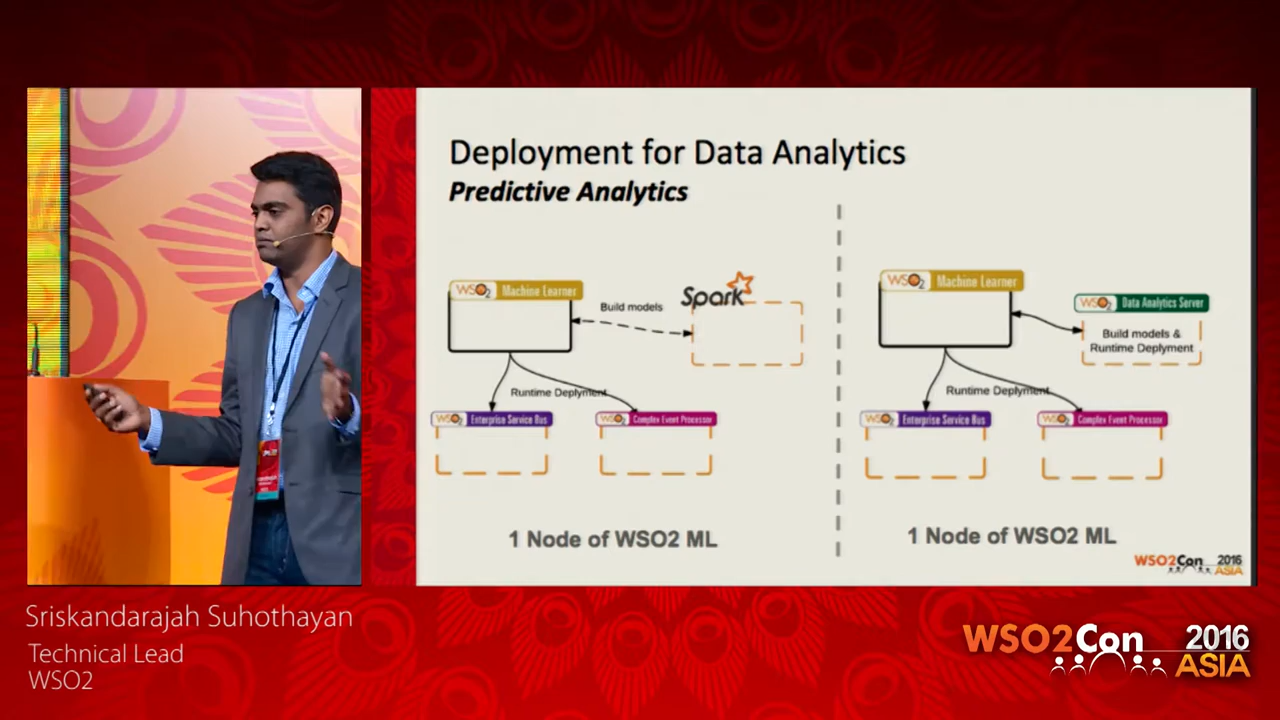 Deployment for Data Analytics
Predictive Analytics
WSO2 Machine Learner
Build models
Spark
Runtime Deplyment
WSO2 Enterprise Service Bus
WSO2 Complex Event Processor
1 Node of WSO2 ML
WSO2 Machine Learner
WSO2 Data Analytics Server
Build models &
Runtime Deplyment
Runtime Deplyment
WSO2 Enterprise Service Bus
WSO2 Complex Event Processor
1 Node of WSO2 ML
WSO2Con 2016
ASIA
Sriskandarajah Suhothayan
Technical Lead
WSO2
WSO2Con 2016
ASIA